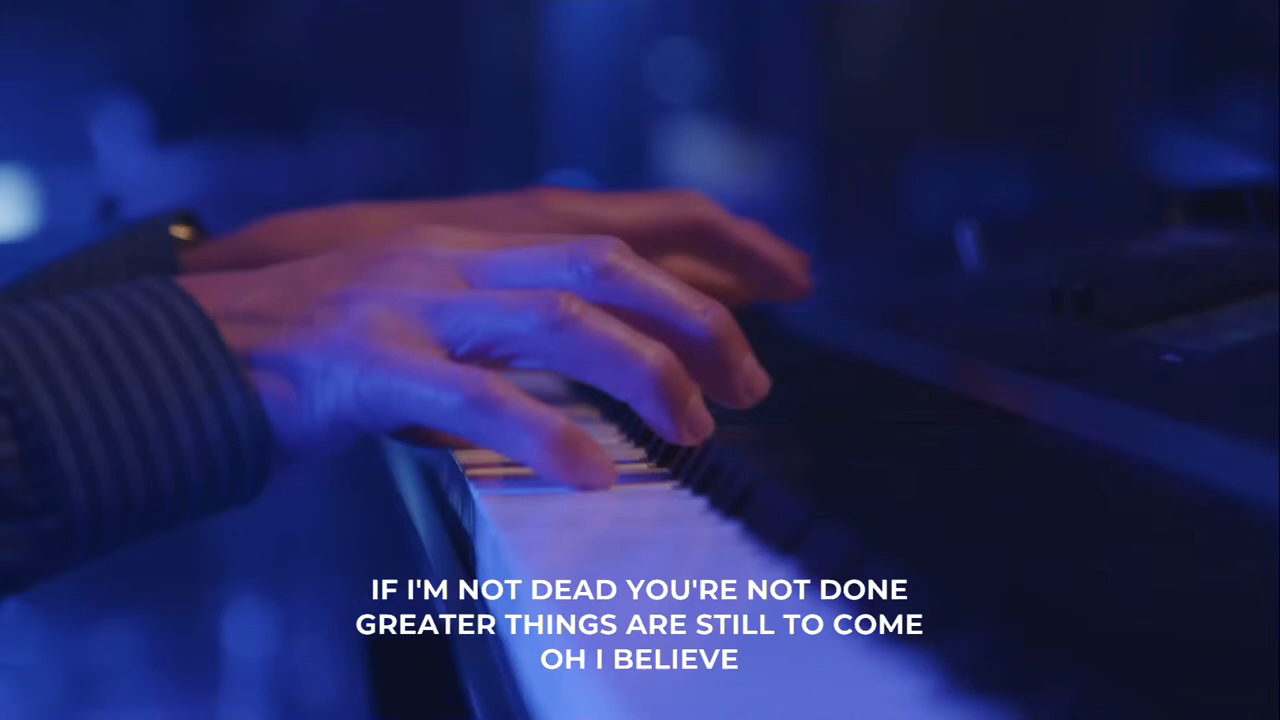 IF I'M NOT DEAD YOU'RE NOT DONE
GREATER THINGS ARE STILL TO COME
OH I BELIEVE